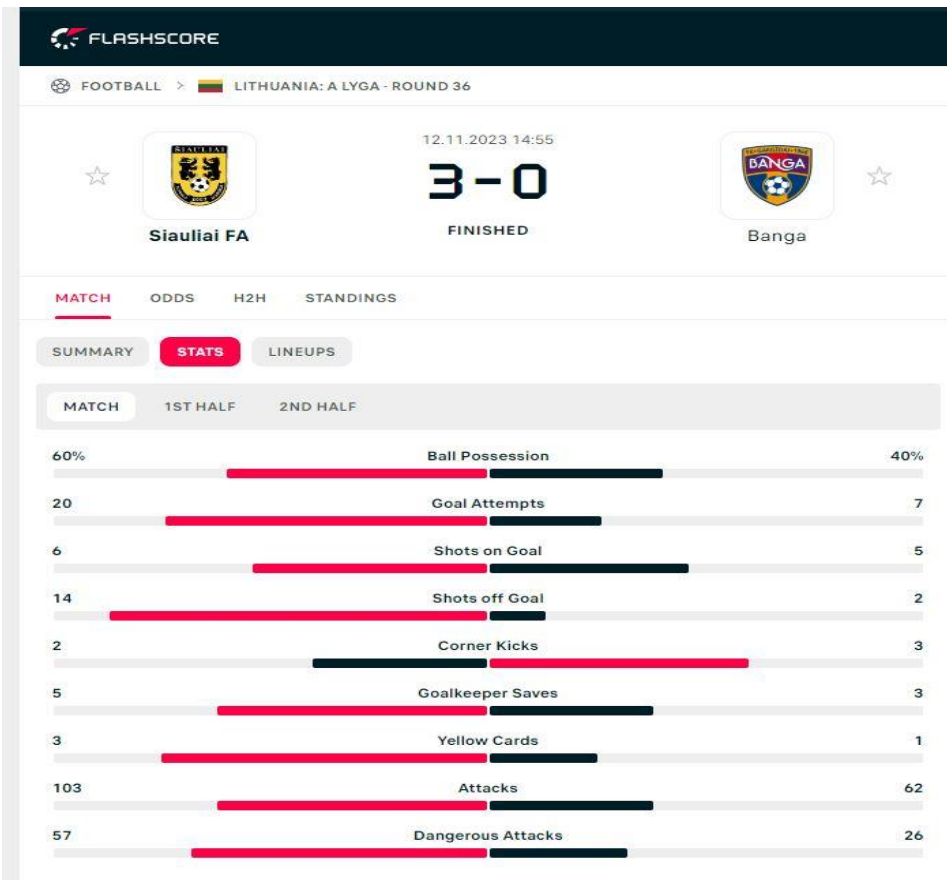 FLASHSCORE
FOOTBALL > LITHUANIA: A LYGA - ROUND 36
12.11.2023 14:55
SIAULIAI
3-0
BANGA
FINISHED
Siauliai FA
Banga
MATCH ODDS H2H STANDINGS
SUMMARY STATS LINEUPS
MATCH 1ST HALF 2ND HALF
60% Ball Possession 40%
20 Goal Attempts 7
6 Shots on Goal 5
14 Shots off Goal 2
2 Corner Kicks 3
5 Goalkeeper Saves 3
3 Yellow Cards 1
103 Attacks 62
57 Dangerous Attacks 26